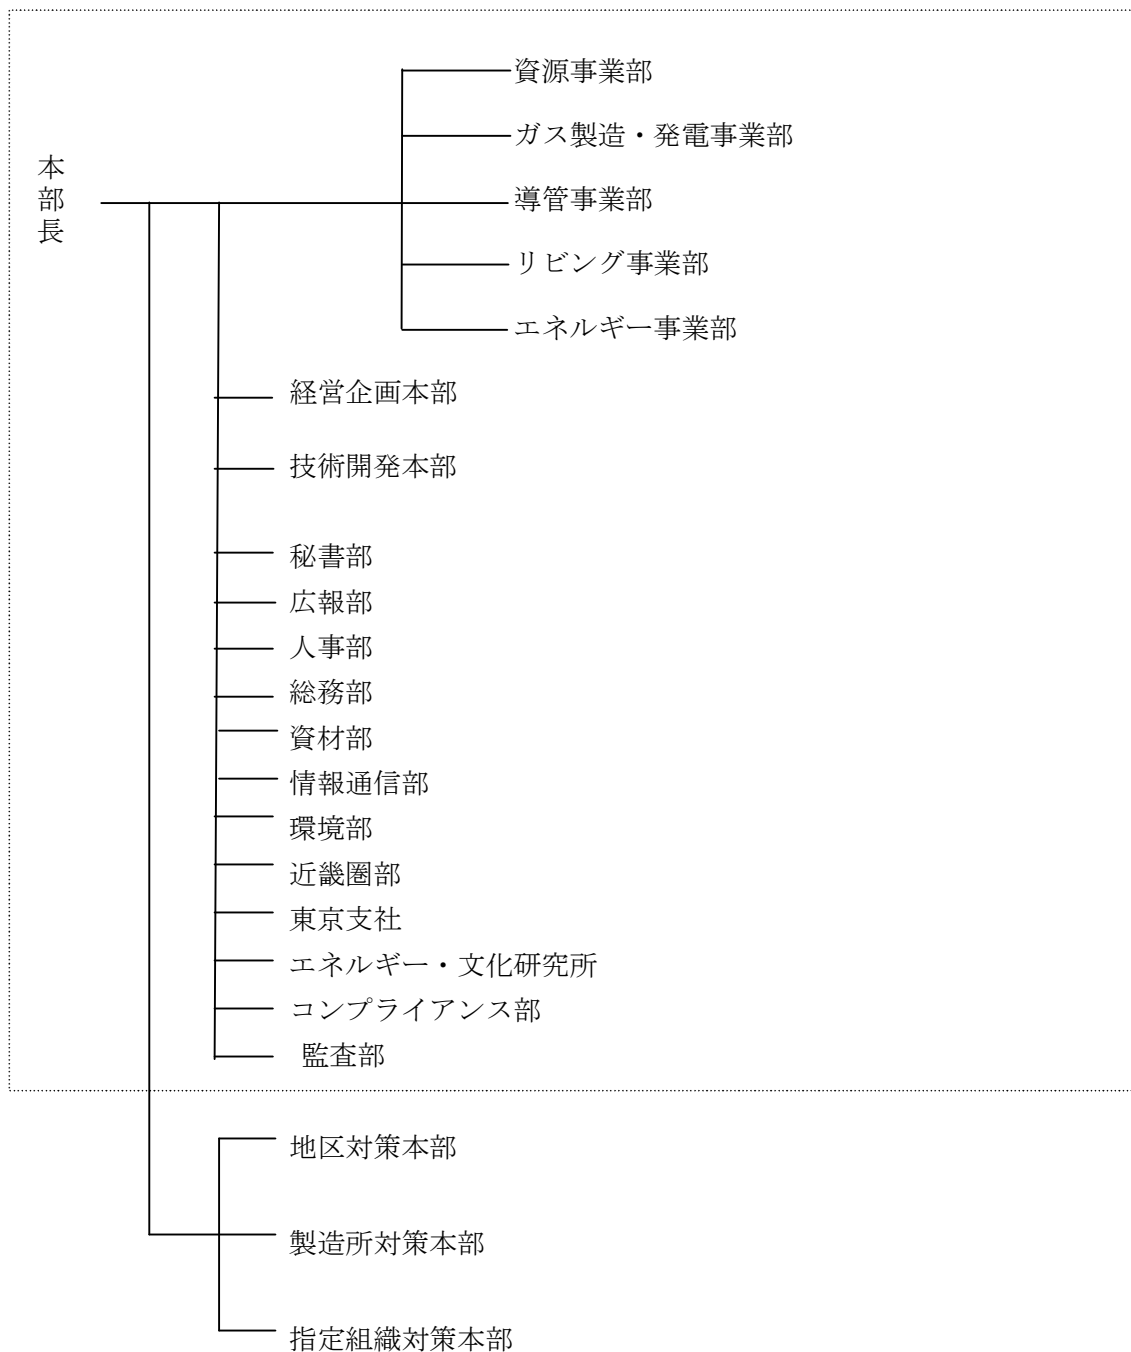 本部長
資源事業部
ガス製造・発電事業部
導管事業部
リビング事業部
エネルギー事業部
経営企画本部
技術開発本部
秘書部
広報部
人事部
総務部
資材部
情報通信部
環境部
近畿圏部
東京支社
エネルギー・文化研究所
コンプライアンス部
監査部
地区対策本部
製造所対策本部
指定組織対策本部